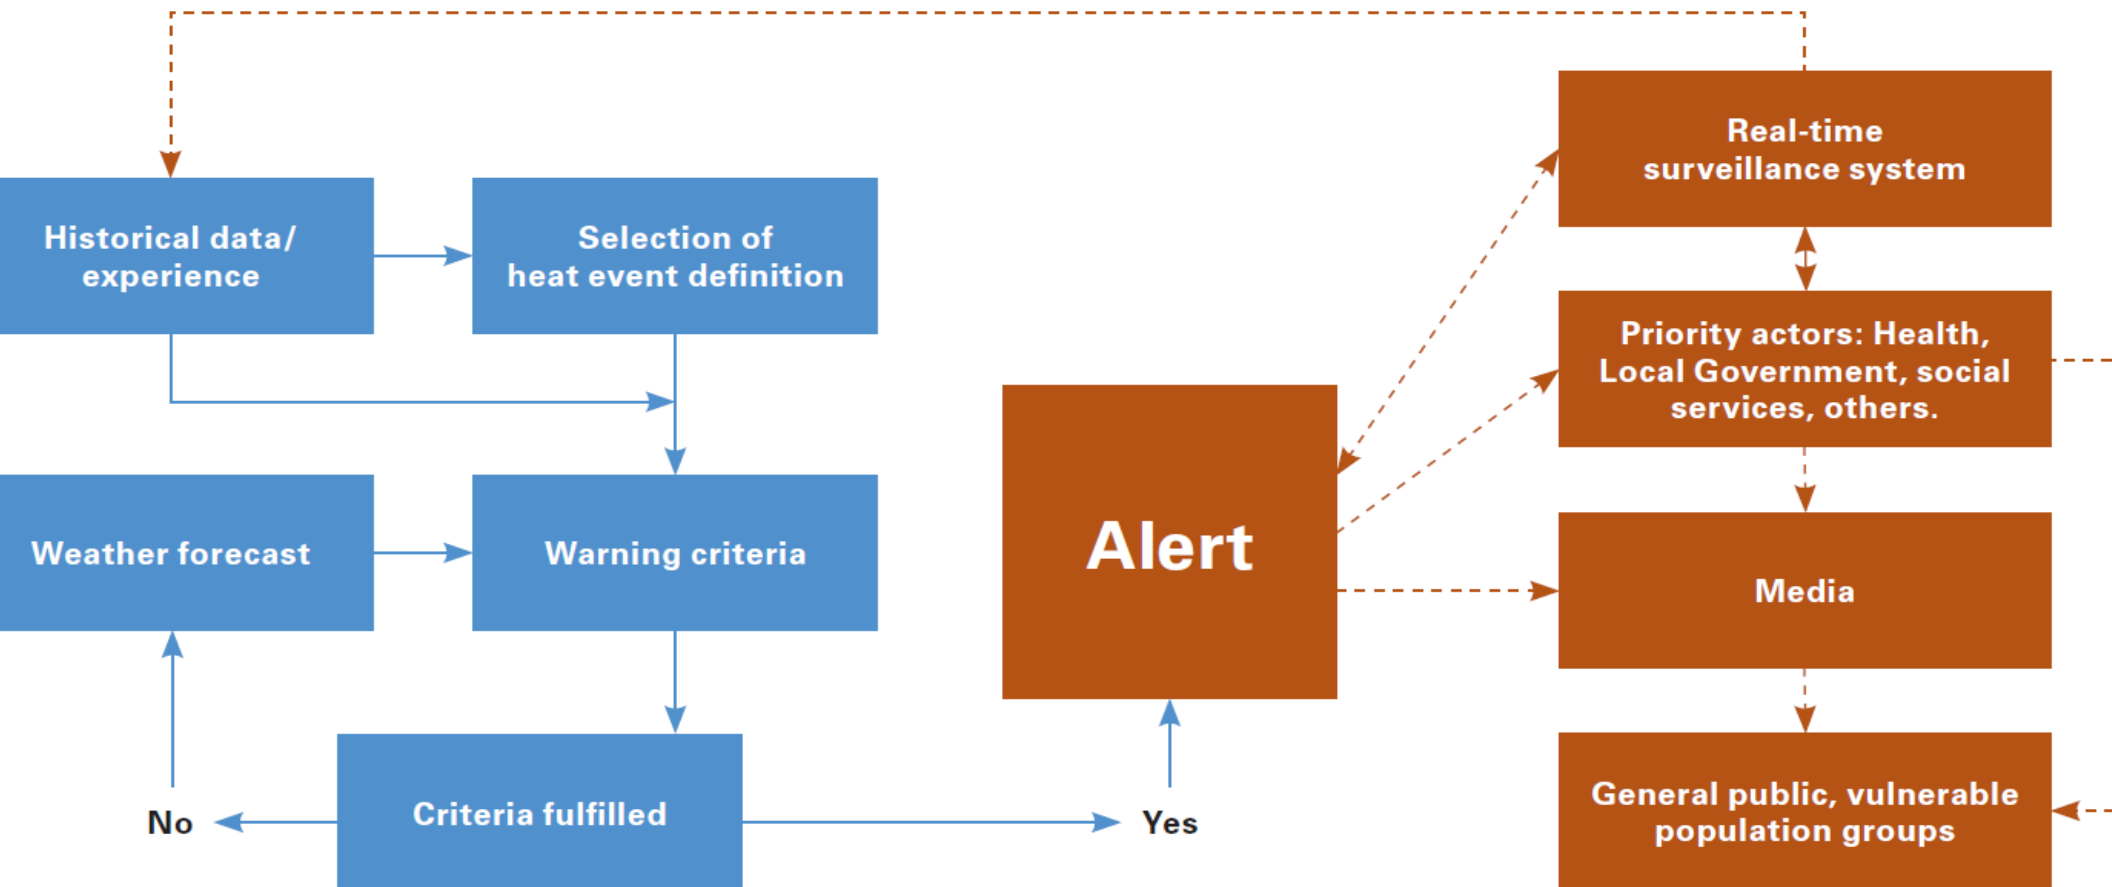 Real-time
surveillance system
Historical data/
experience
Selection of
heat event definition
Priority actors: Health,
Local Government, social
services, others.
Alert
Weather forecast
Warning criteria
Media
No
Criteria fulfilled
Yes
General public, vulnerable
population groups